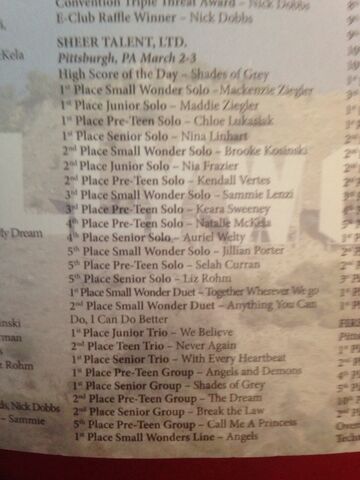 Convention Triple Threat Award – Nick Dobbs
E-Club Raffle Winner – Nick Dobbs
SHEER TALENT, LTD.
Pittsburgh, PA March 2-3
High Score of the Day – Shades of Grey
1st Place Small Wonder Solo – Mackenzie Ziegler
1st Place Junior Solo – Maddie Ziegler
1st Place Pre-Teen Solo – Chloe Lukasiak
1st Place Senior Solo – Nina Linhart
2nd Place Small Wonder Solo – Brooke Kosinski
2nd Place Junior Solo – Nia Frazier
2nd Place Pre-Teen Solo – Kendall Vertes
3rd Place Small Wonder Solo – Sammie Lenzi
3rd Place Pre-Teen Solo – Keara Sweeney
4th Place Pre-Teen Solo – Natalie McKela
4th Place Senior Solo – Auriel Welty
5th Place Small Wonder Solo – Jillian Porter
5th Place Pre-Teen Solo – Selah Curran
5th Place Senior Solo – Liz Rohm
1st Place Small Wonder Duet – Together Wherever We go
2nd Place Small Wonder Duet – Anything You Can
Do, I Can Do Better
1st Place Junior Trio – We Believe
2nd Place Teen Trio – Never Again
1st Place Senior Trio – With Every Heartbeat
1st Place Pre-Teen Group – Angels and Demons
1st Place Senior Group – Shades of Grey
2nd Place Pre-Teen Group – The Dream
2nd Place Senior Group – Break the Law
5th Place Pre-Teen Group – Call Me A Princess
1st Place Small Wonders Line – Angels
Dream
Rohm
Nick Dobbs
– Sammie